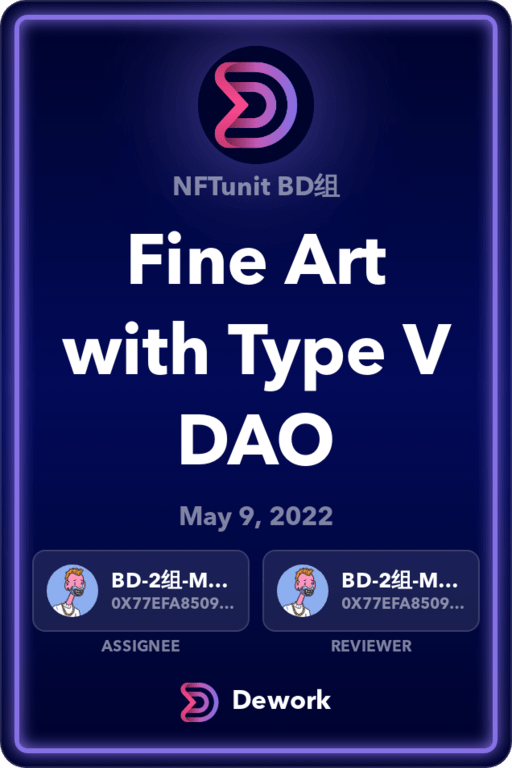 NFTunit BD组
Fine Art
with Type V
DAO
May 9, 2022
BD-2组-M...
0X77EFA8509...
ASSIGNEE
BD-2组-M...
0X77EFA8509...
REVIEWER
Dework